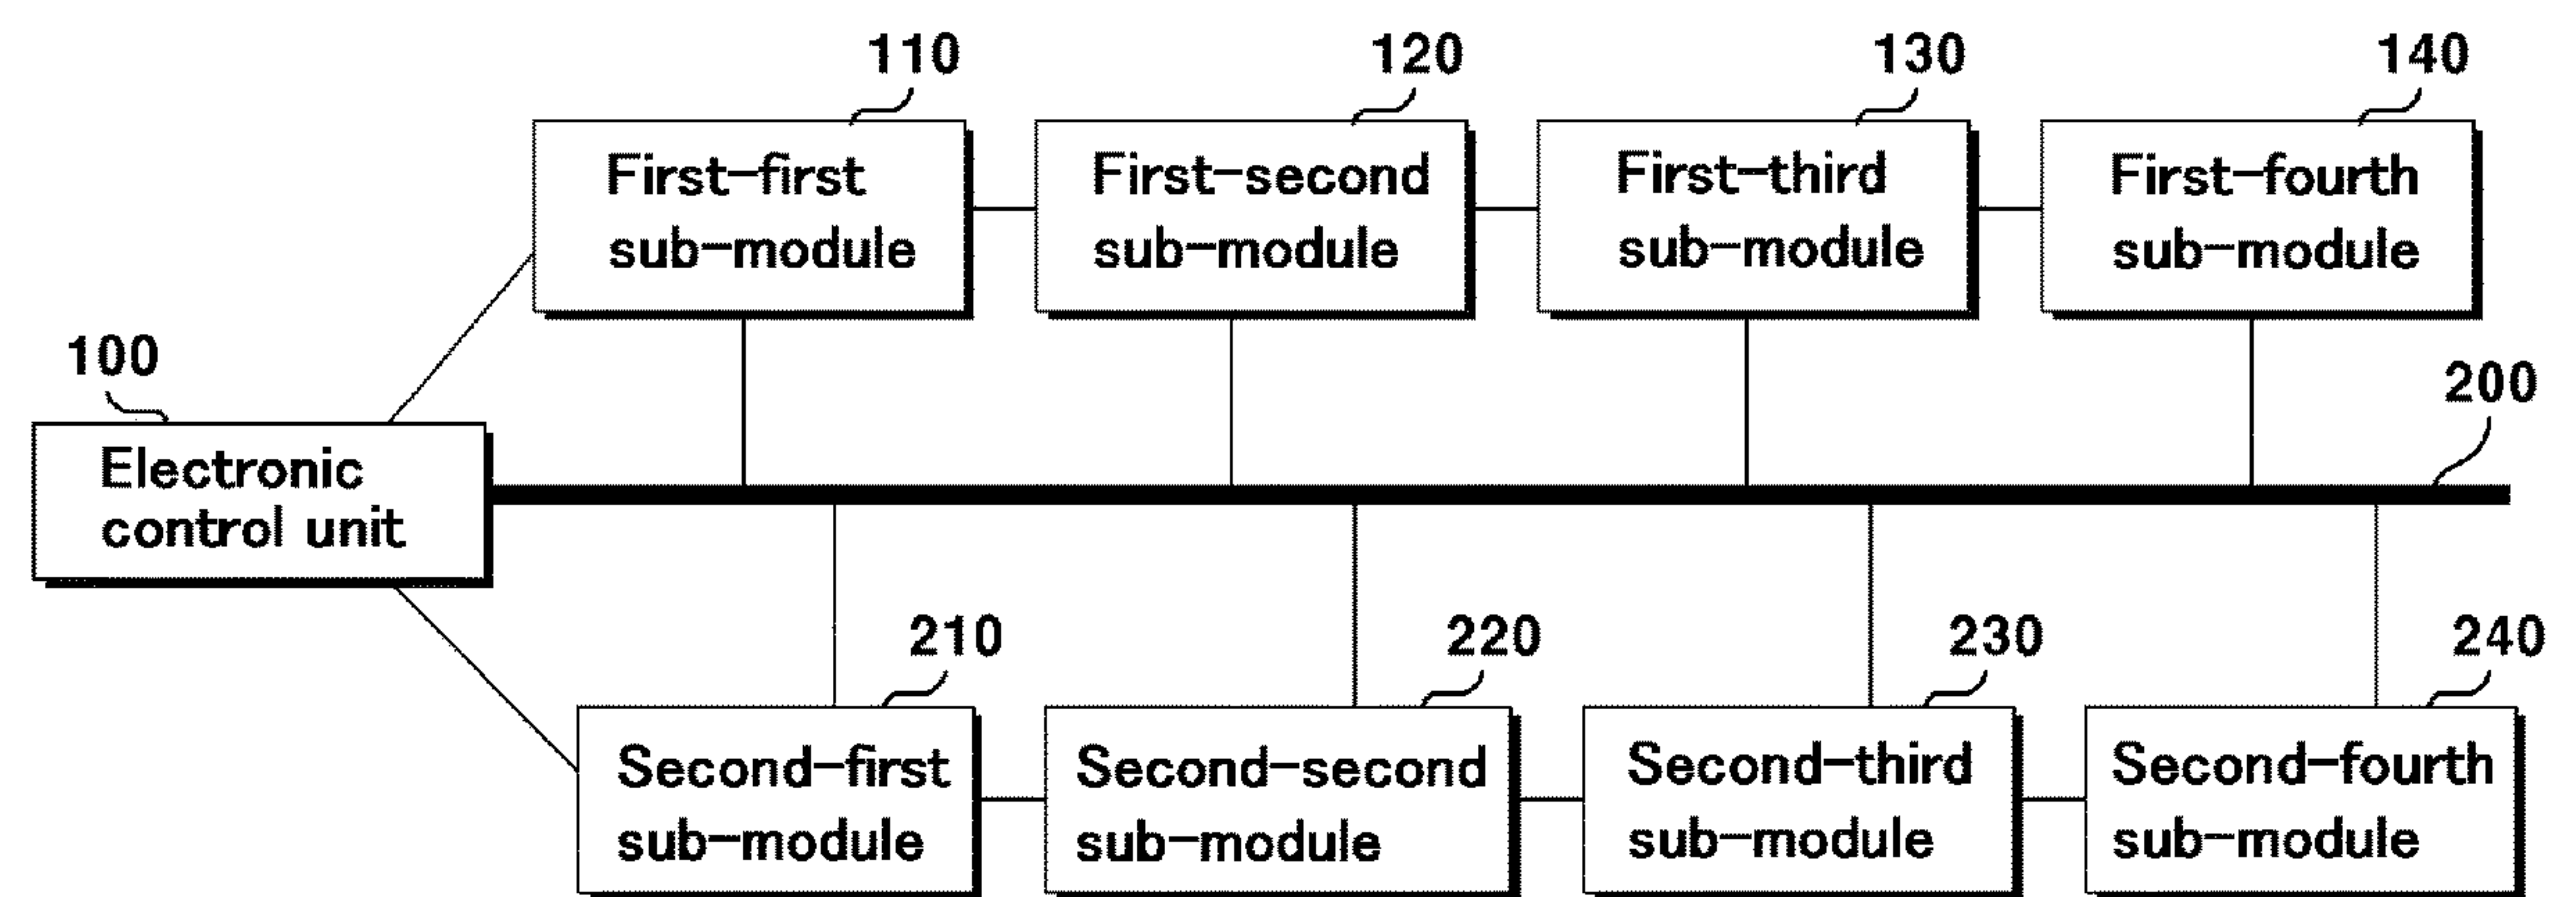 110
120
130
140
First-first
sub-module
First-second
sub-module
First-third
sub-module
First-fourth
sub-module
100
Electronic
control unit
200
210
220
230
240
Second-first
sub-module
Second-second
sub-module
Second-third
sub-module
Second-fourth
sub-module